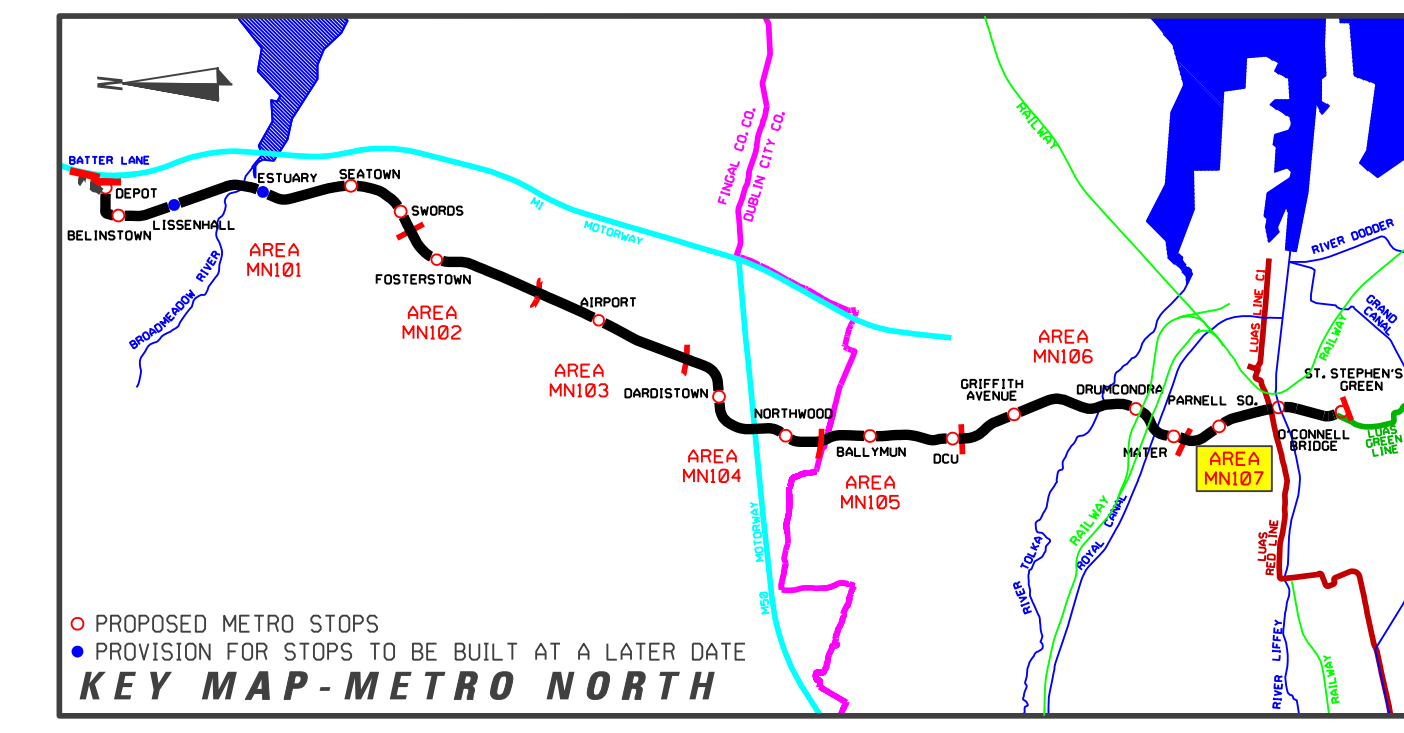 BATTER LANE
DEPOT
BELINSTOWN
LISSENHALL
ESTUARY
SEATOWN
SWORDS
FOSTERSTOWN
BROADMEADOW RIVER
AREA
MN101
AREA
MN102
M1
MOTORWAY
FINGAL CO. CO.
DUBLIN CITY CO.
AIRPORT
AREA
MN103
DARDISTOWN
NORTHWOOD
AREA
MN104
BALLYMUN
AREA
MN105
DCU
GRIFFITH
AVENUE
AREA
MN106
DRUMCONDRA
MATER
PARNELL SQ.
AREA
MN107
O'CONNELL
BRIDGE
ST. STEPHEN'S
GREEN
LUAS
GREEN
LINE
RAILWAY
LUAS LINE C1
RIVER DODDER
GRAND
CANAL
RAILWAY
MOTORWAY
M50
RIVER TOLKA
RAILWAY
ROYAL CANAL
LUAS
RED LINE
RIVER LIFFEY
RAILWAY
PROPOSED METRO STOPS
PROVISION FOR STOPS TO BE BUILT AT A LATER DATE
KEY MAP-METRO NORTH